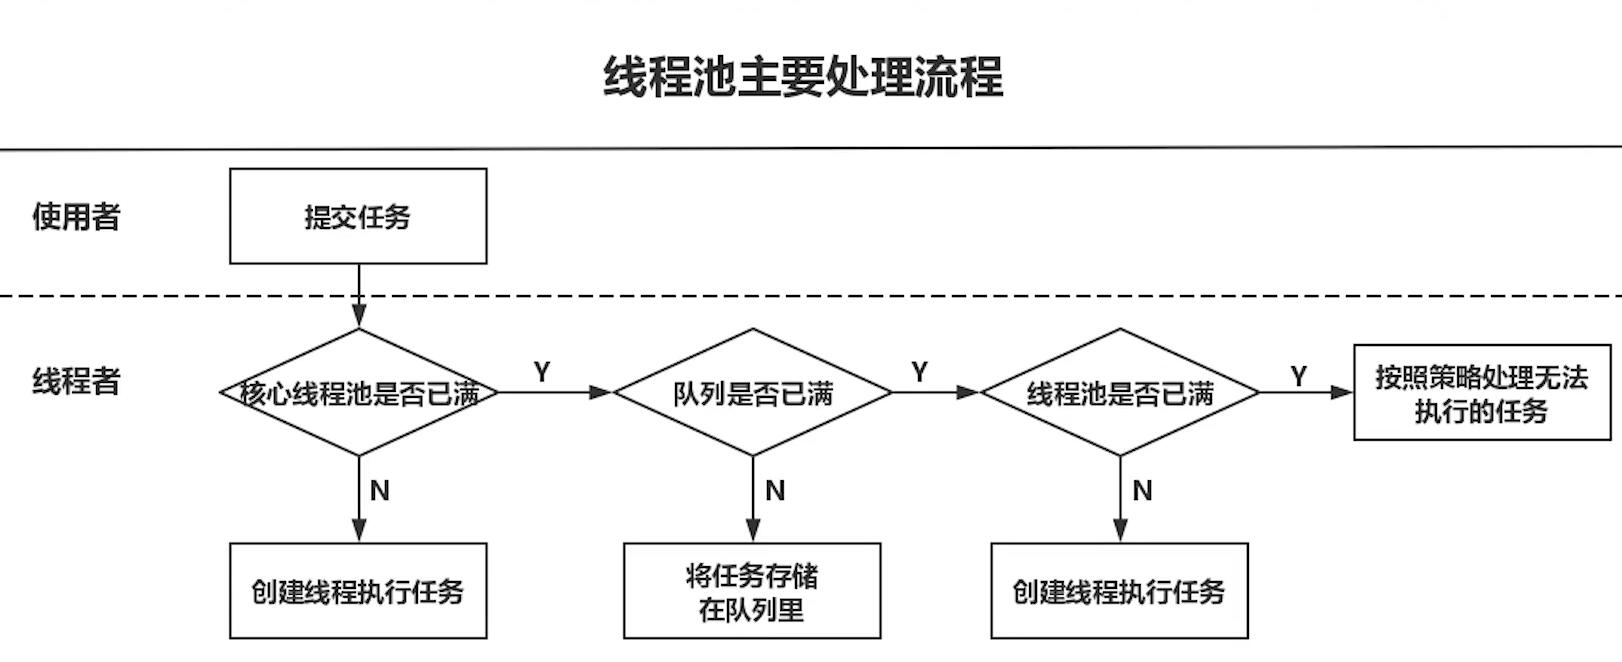 线程池主要处理流程
使用者
提交任务
线程者
核心线程池是否已满
Y
队列是否已满
Y
线程池是否已满
Y
按照策略处理无法
执行的任务
N
N
N
创建线程执行任务
将任务存储
在队列里
创建线程执行任务